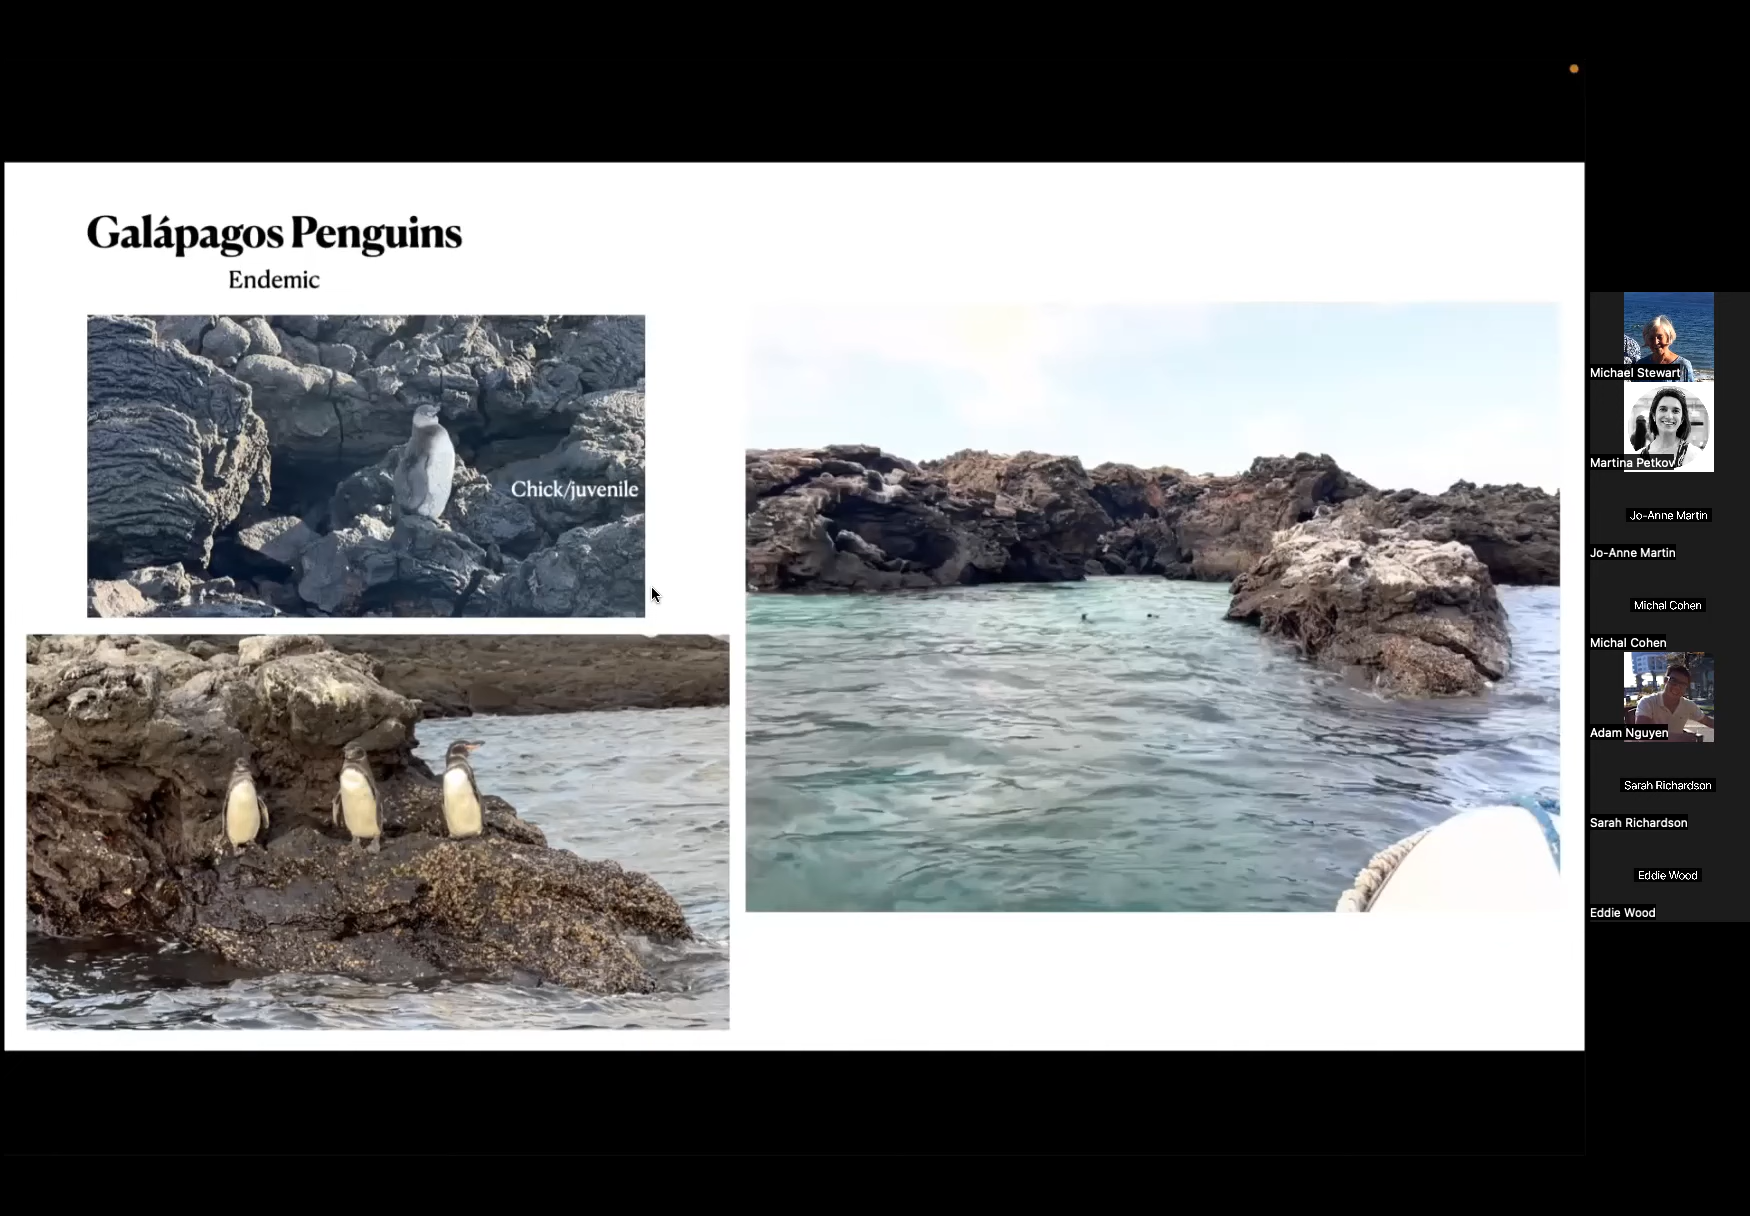 Galápagos Penguins
Endemic
Chick/juvenile
Michael Stewart
Martina Petkov
Jo-Anne Martin
Jo-Anne Martin
Michal Cohen
Michal Cohen
Adam Nguyen
Sarah Richardson
Sarah Richardson
Eddie Wood
Eddie Wood